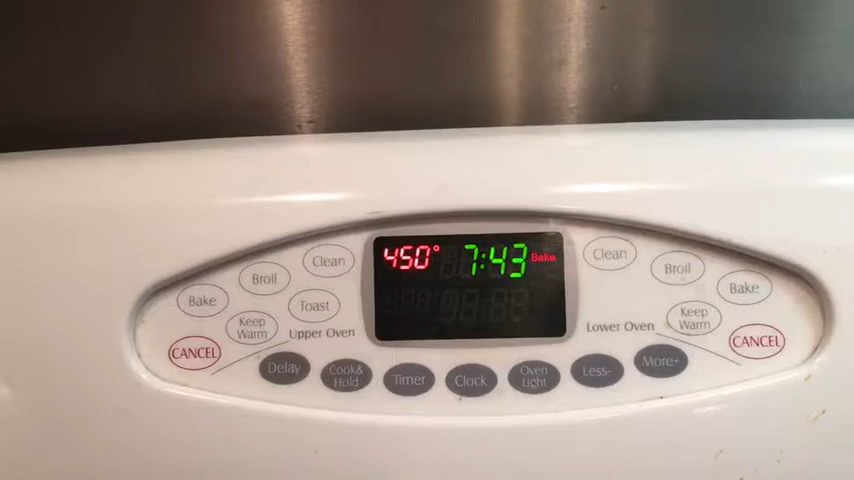 450° 7:43 Bake
Clean
Broil
Bake
Toast
Keep
Warm
Upper Oven
CANCEL
Clean
Broil
Bake
Keep
Warm
Lower Oven
CANCEL
Delay
Cook&
Hold
Timer
Clock
Oven
Light
Less-
More+